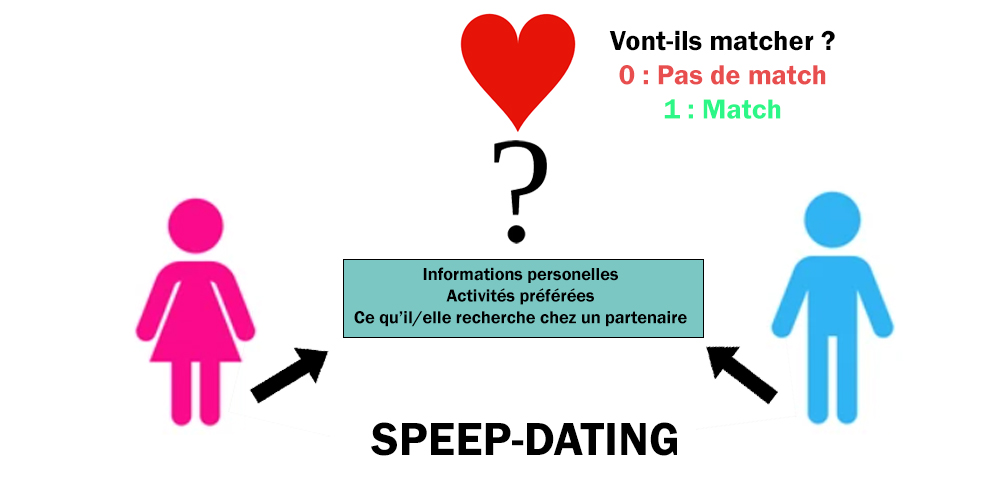 Vont-ils matcher ?
0 : Pas de match
1 : Match
?
Informations personelles
Activités préférées
Ce qu'il/elle recherche chez un partenaire
SPEEP-DATING